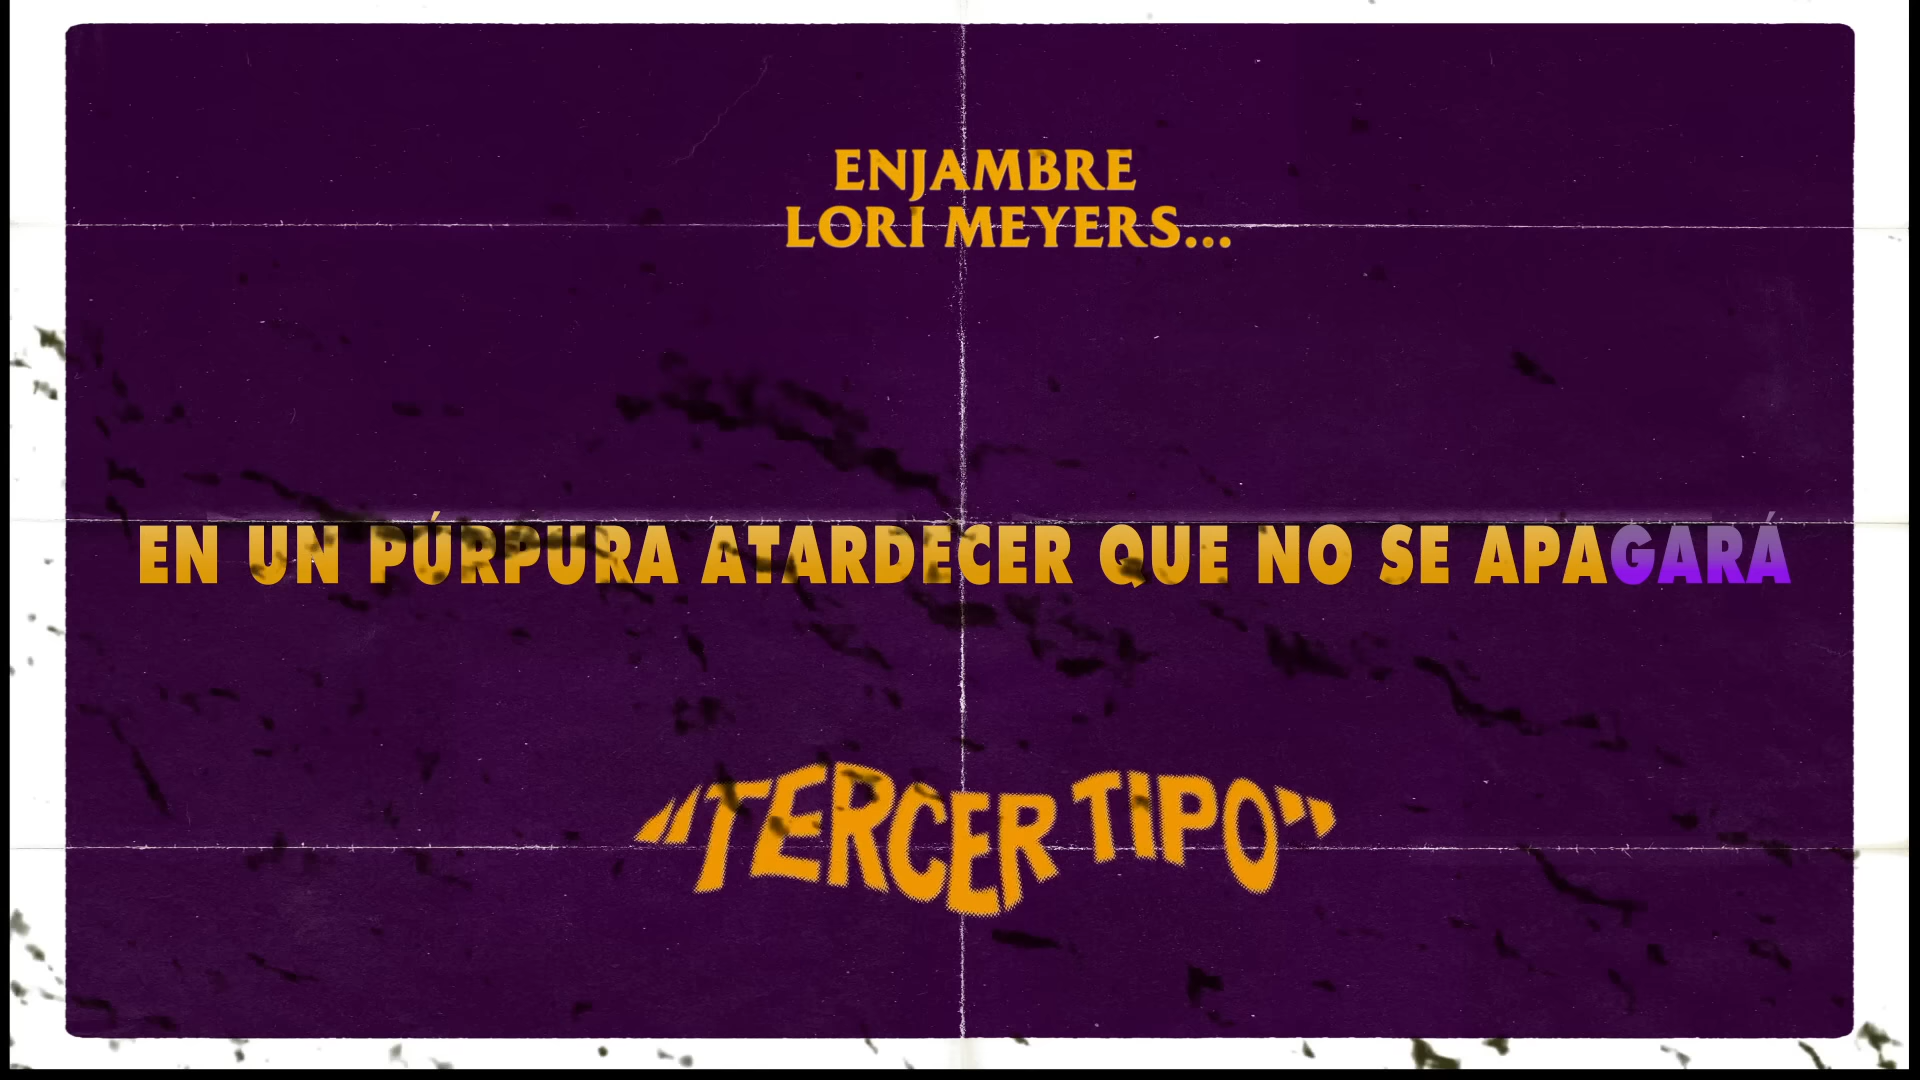 ENJAMBRE
LORI MEYERS...
EN UN PÚRPURA ATARDECER QUE NO SE APAGARÁ
“TERCER TIPO”